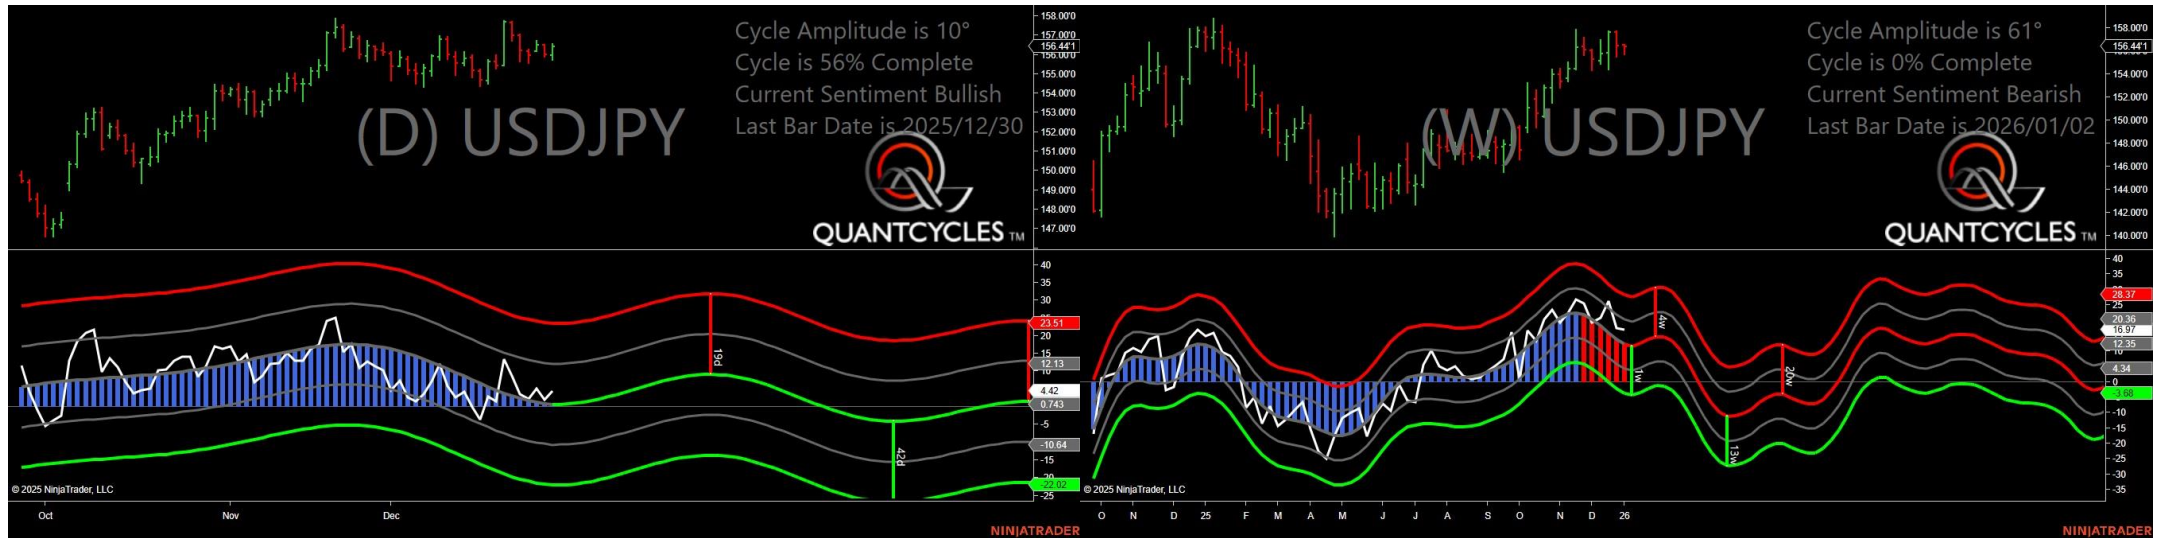 Cycle Amplitude is 10°
Cycle is 56% Complete
Current Sentiment Bullish
Last Bar Date is 2025/12/30
(D) USDJPY
QUANTCYCLES TM
158.00'0
157.00'0
156.44'1
156.00'0
155.00'0
154.00'0
153.00'0
152.00'0
151.00'0
150.00'0
149.00'0
148.00'0
147.00'0
40
35
30
25
23.51
20
15
12.13
10
4.42
0.743
-5
-10.64
-15
-20
-22.02
-25
19d
42d
© 2025 NinjaTrader, LLC
Oct
Nov
Dec
NINJATRADER
Cycle Amplitude is 61°
Cycle is 0% Complete
Current Sentiment Bearish
Last Bar Date is 2026/01/02
(W) USDJPY
QUANTCYCLES TM
158.00'0
156.44'1
154.00'0
152.00'0
150.00'0
148.00'0
146.00'0
144.00'0
142.00'0
140.00'0
40
35
28.37
25
20.36
16.97
12.35
10
4.34
0
-3.68
-10
-15
-20
-25
-30
-35
4w
1w
20w
13w
© 2025 NinjaTrader, LLC
O N D 25 F M A M J J A S O N D 26
NINJATRADER